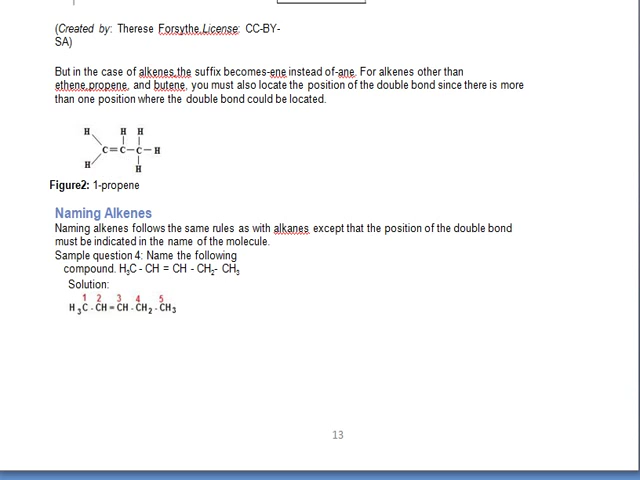 (Created by: Therese Forsythe,License: CC-BY-
SA)
But in the case of alkenes,the suffix becomes-ene instead of-ane. For alkenes other than
ethene,propene, and butene, you must also locate the position of the double bond since there is more
than one position where the double bond could be located.
H H H
C=C-C-H
H H
Figure2: 1-propene
Naming Alkenes
Naming alkenes follows the same rules as with alkanes except that the position of the double bond
must be indicated in the name of the molecule.
Sample question 4: Name the following
compound. H₃C - CH = CH - CH₂- CH₃
Solution:
1 2 3 4 5
H₃C - CH = CH - CH₂ - CH₃
13